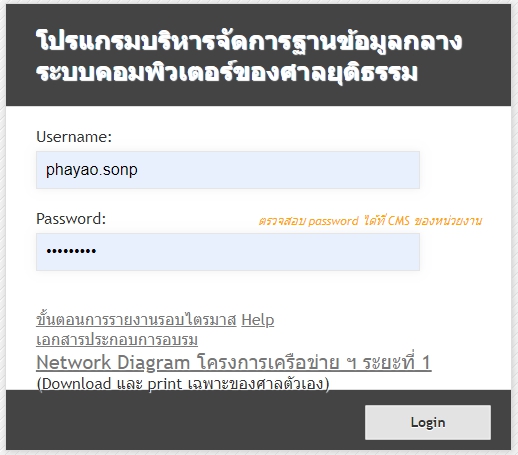 โปรแกรมบริหารจัดการฐานข้อมูลกลาง
ระบบคอมพิวเตอร์ของศาลยุติธรรม
Username:
phayao.sonp
Password:
ตรวจสอบ password ได้ที่ CMS ของหน่วยงาน
•••••••••
ขั้นตอนการรายงานรอบไตรมาส Help
เอกสารประกอบการอบรม
Network Diagram โครงการเครือข่าย ฯ ระยะที่ 1
(Download และ print เฉพาะของศาลตัวเอง)
Login